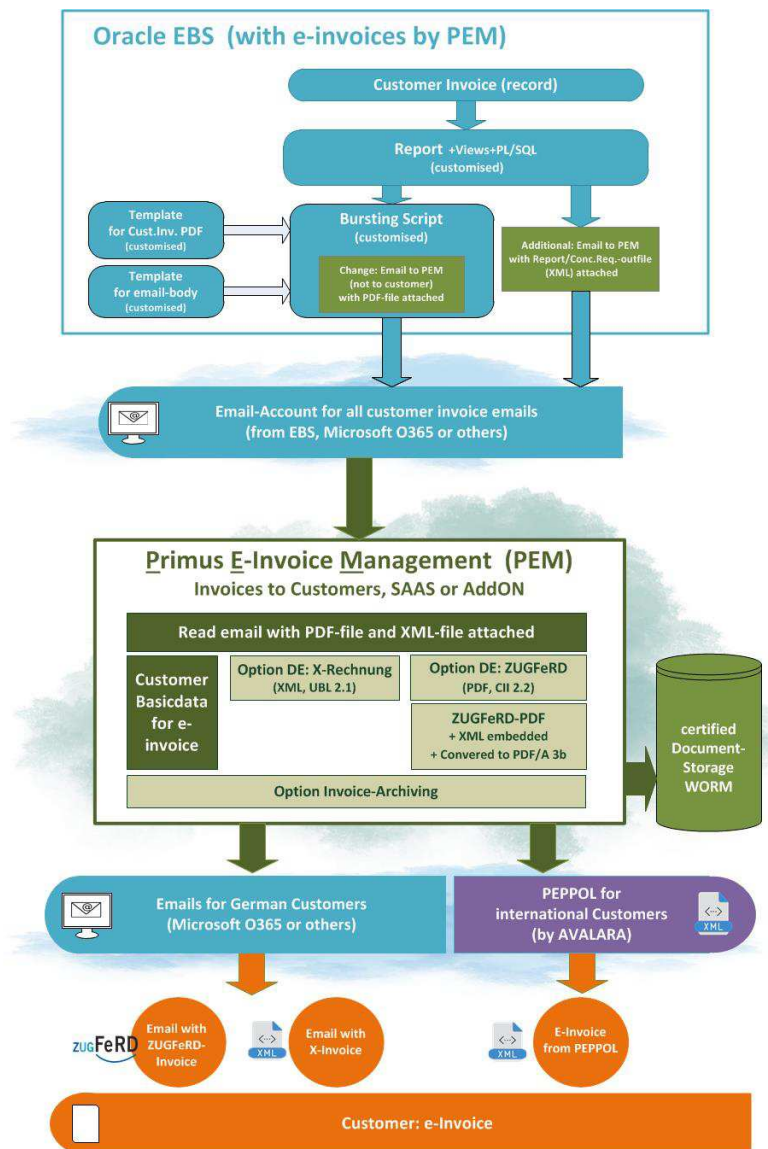 Oracle EBS (with e-invoices by PEM)
Customer Invoice (record)
Report +Views+PL/SQL
(customised)
Template
for Cust.Inv. PDF
(customised)
Bursting Script
(customised)
Change: Email to PEM
(not to customer)
with PDF-file attached
Additional: Email to PEM
with Report/Conc.Req.-outfile
(XML) attached
Template
for email-body
(customised)
@
Email-Account for all customer invoice emails
(from EBS, Microsoft O365 or others)
Primus E-Invoice Management (PEM)
Invoices to Customers, SAAS or AddON
Read email with PDF-file and XML-file attached
Customer
Basicdata
for e-
invoice
Option DE: X-Rechnung
(XML, UBL 2.1)
Option DE: ZUGFeRD
(PDF, CII 2.2)
ZUGFeRD-PDF
+ XML embedded
+ Convered to PDF/A 3b
Option Invoice-Archiving
certified
Document-
Storage
WORM
@
Emails for German Customers
(Microsoft O365 or others)
PEPPOL for
international Customers
(by AVALARA)
XML
ZUGFeRD
Email with
ZUGFeRD-
Invoice
XML
Email with
X-Invoice
XML
E-Invoice
from PEPPOL
Customer: e-Invoice